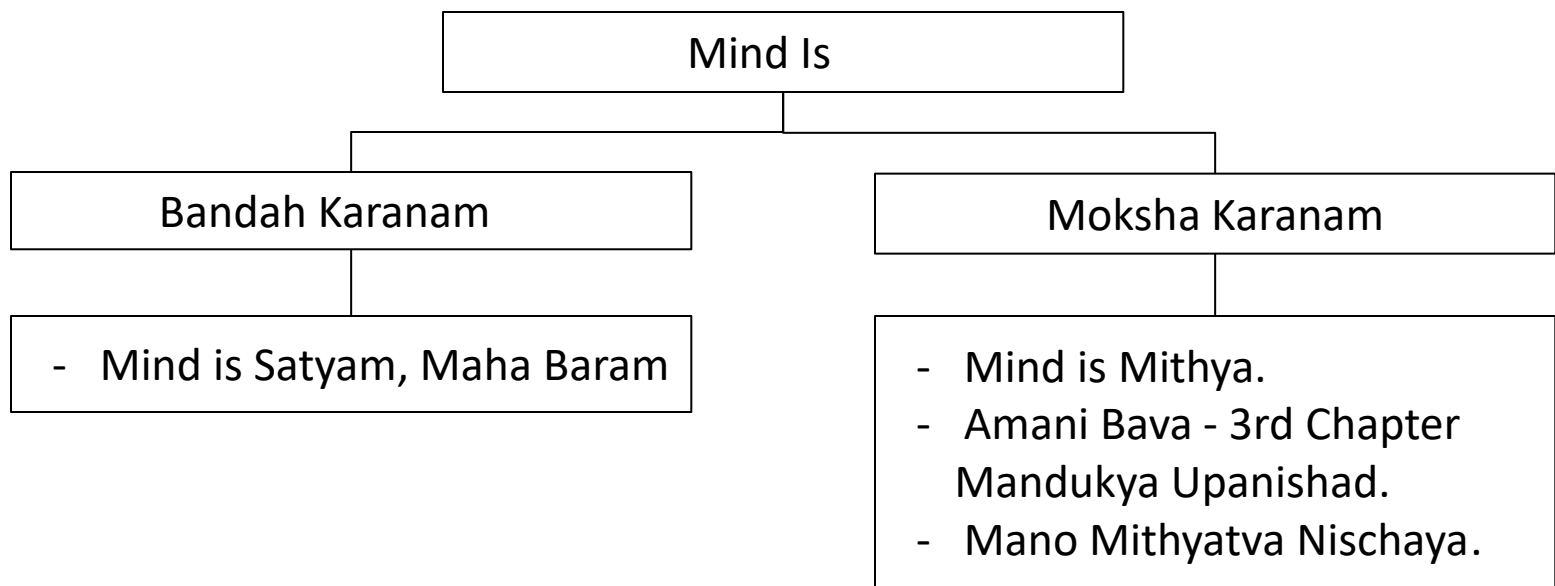 Mind Is
Bandah Karanam
Moksha Karanam
- Mind is Satyam, Maha Baram
- Mind is Mithya.
- Amani Bava - 3rd Chapter
Mandukya Upanishad.
- Mano Mithyatva Nischaya.